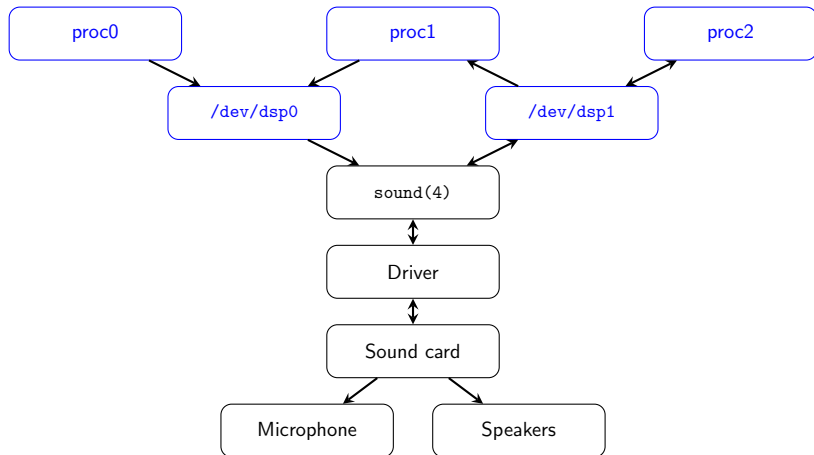 proc0
proc1
proc2
/dev/dsp0
/dev/dsp1
sound(4)
Driver
Sound card
Microphone
Speakers